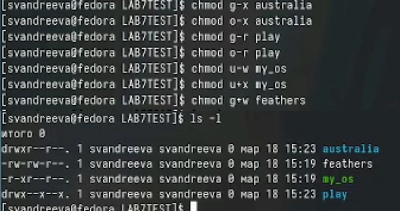 [svandreeva@fedora LAB7TEST]$ chmod g-x australia
[svandreeva@fedora LAB7TEST]$ chmod o-x australia
[svandreeva@fedora LAB7TEST]$ chmod g-r play
[svandreeva@fedora LAB7TEST]$ chmod o-r play
[svandreeva@fedora LAB7TEST]$ chmod u-w my_os
[svandreeva@fedora LAB7TEST]$ chmod u+x my_os
[svandreeva@fedora LAB7TEST]$ chmod g+w feathers
[svandreeva@fedora LAB7TEST]$ ls -l
итого 0
drwxr--r--. 1 svandreeva svandreeva 0 мар 18 15:23 australia
-rw-rw-r--. 1 svandreeva svandreeva 0 мар 18 15:19 feathers
-r-xr--r--. 1 svandreeva svandreeva 0 мар 18 15:19 my_os
drwx--x--x. 1 svandreeva svandreeva 0 мар 18 15:23 play
[svandreeva@fedora LAB7TEST]$